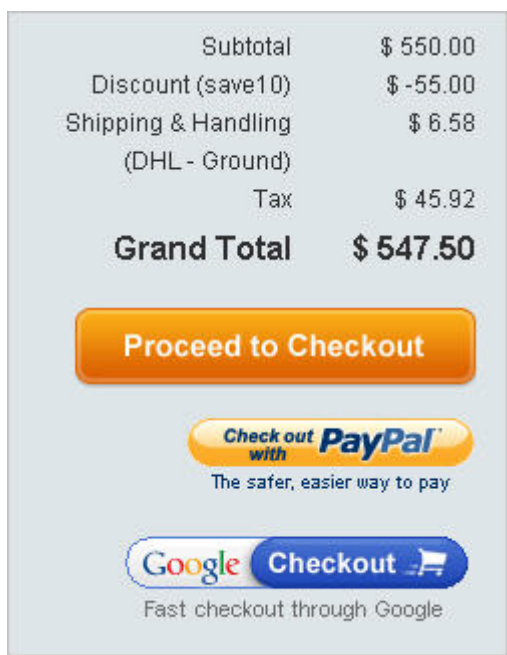 Subtotal $ 550.00
Discount (save10) $ -55.00
Shipping & Handling $ 6.58
(DHL - Ground)
Tax $ 45.92
Grand Total $ 547.50
Proceed to Checkout
Check out
with PayPal
The safer, easier way to pay
Google Checkout
Fast checkout through Google